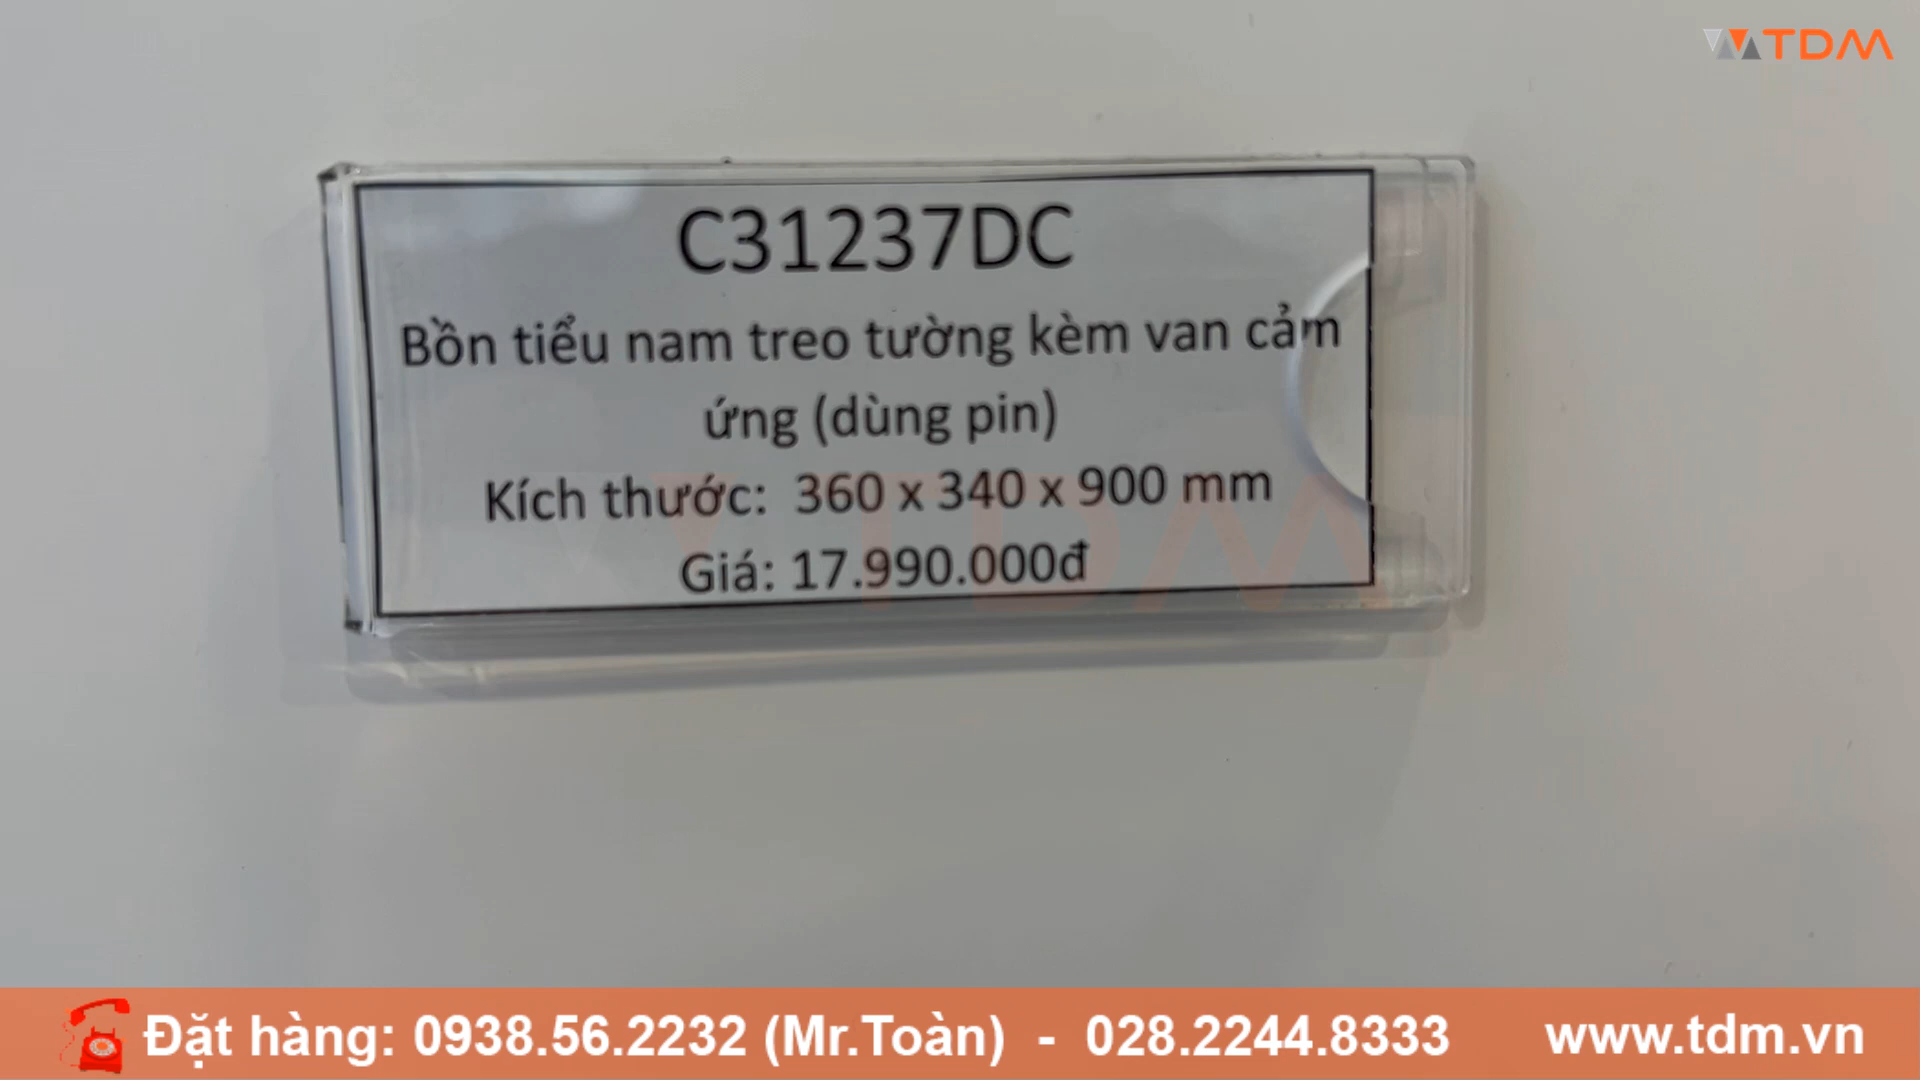 TDM
C31237DC
Bồn tiểu nam treo tường kèm van cảm
ứng (dùng pin)
Kích thước: 360 x 340 x 900 mm
Giá: 17.990.000đ
TDM
Đặt hàng: 0938.56.2232 (Mr.Toàn) - 028.2244.8333 www.tdm.vn